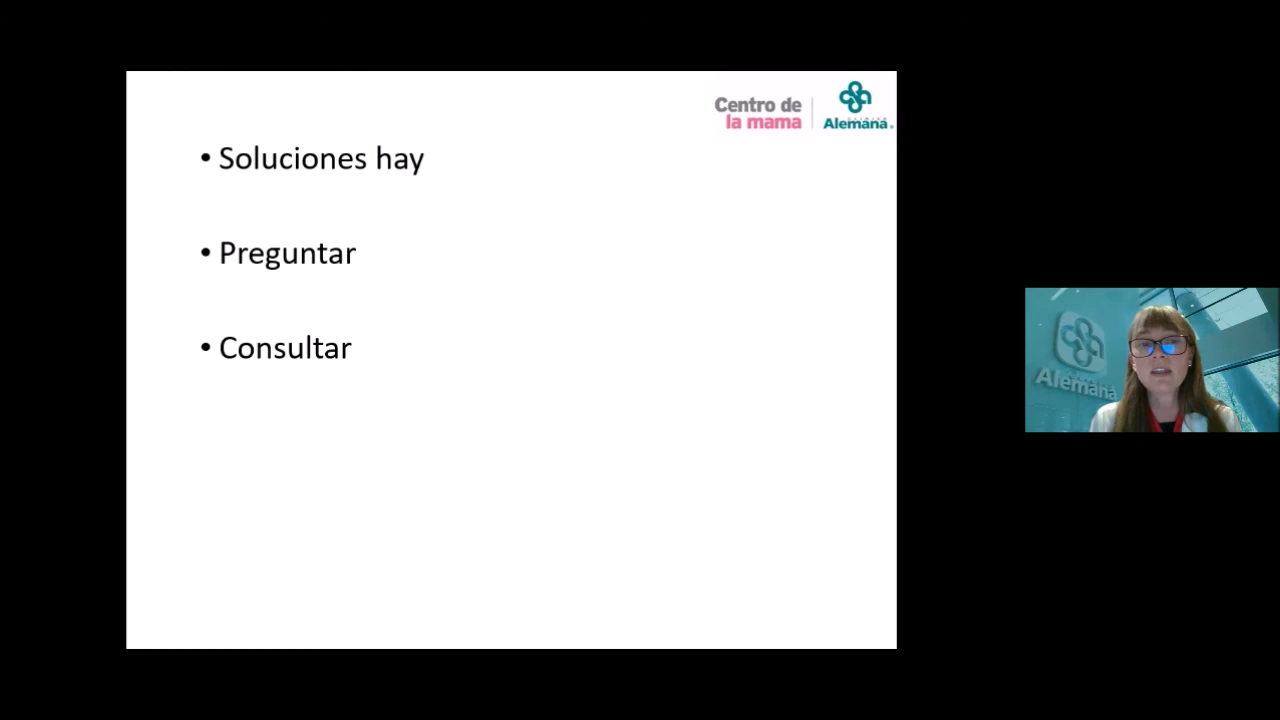 Centro de
la mama
Alemana
• Soluciones hay
• Preguntar
• Consultar
Alemana